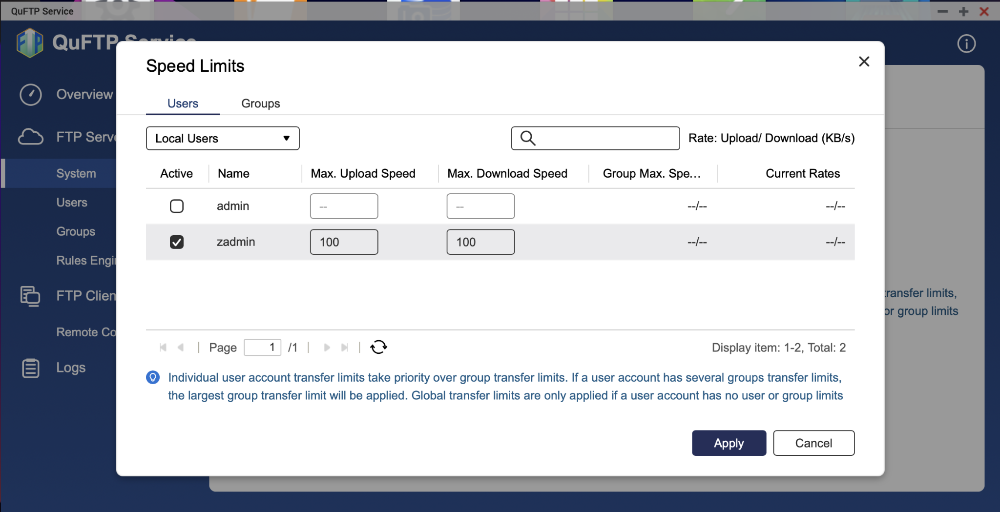 QuFTP Service
QuFTP Service
Overview
FTP Serve
System
Users
Groups
Rules Engin
FTP Clien
Remote Co
Logs
Speed Limits
Users Groups
Local Users
Rate: Upload/ Download (KB/s)
Active Name Max. Upload Speed Max. Download Speed Group Max. Spe... Current Rates
admin -- -- --/-- --/--
zadmin 100 100 --/-- --/--
Page 1 /1
Display item: 1-2, Total: 2
Individual user account transfer limits take priority over group transfer limits. If a user account has several groups transfer limits,
the largest group transfer limit will be applied. Global transfer limits are only applied if a user account has no user or group limits
Apply Cancel
transfer limits,
or group limits